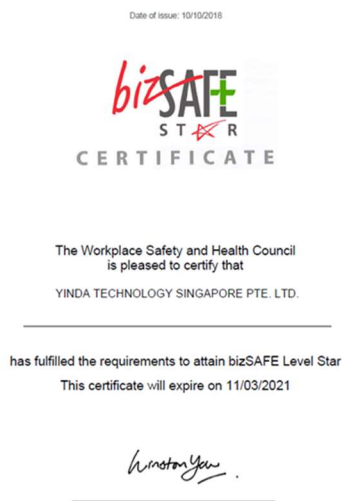 Date of issue: 10/10/2018
bizSAFE
STAR
CERTIFICATE
The Workplace Safety and Health Council
is pleased to certify that
YINDA TECHNOLOGY SINGAPORE PTE. LTD.
has fulfilled the requirements to attain bizSAFE Level Star
This certificate will expire on 11/03/2021
Winston Yew